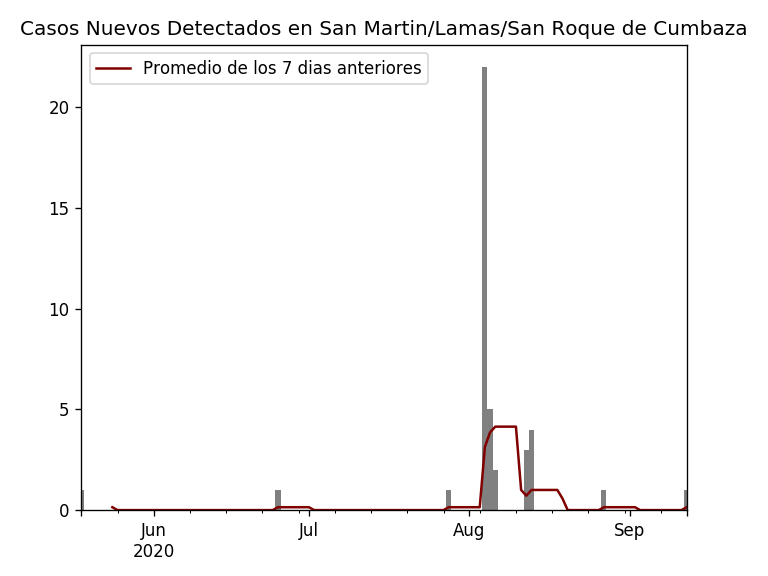 Casos Nuevos Detectados en San Martin/Lamas/San Roque de Cumbaza
Promedio de los 7 dias anteriores
20
15
10
5
0
Jun Jul Aug Sep
2020